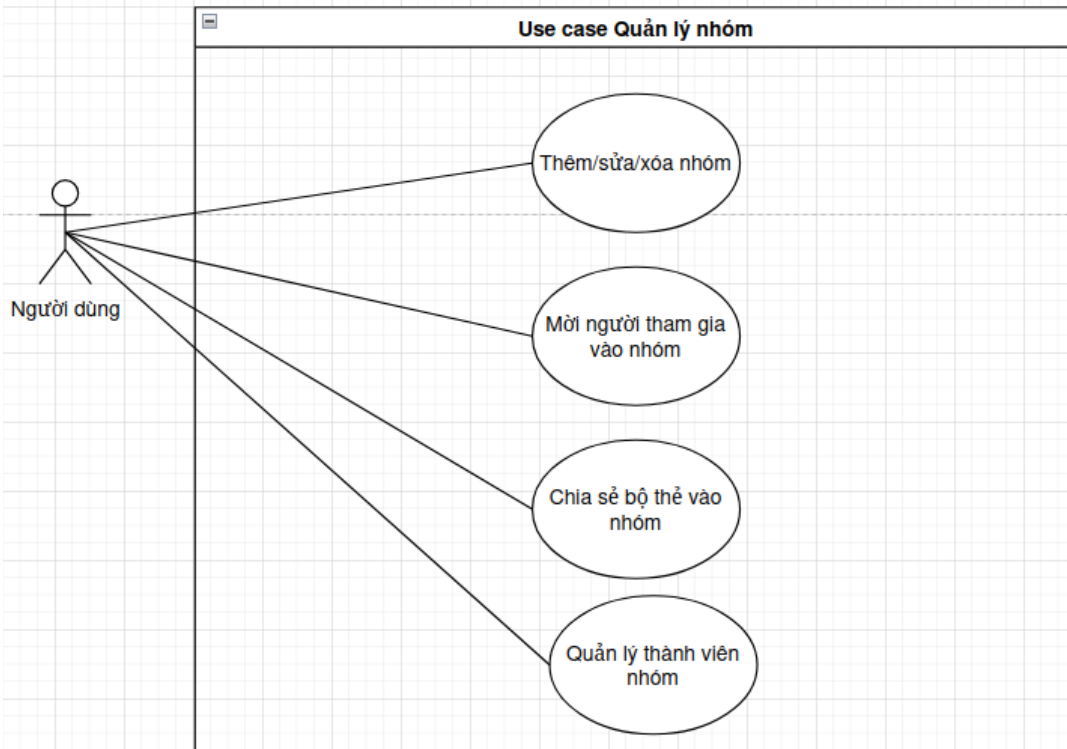 Use case Quản lý nhóm
Thêm/sửa/xóa nhóm
Người dùng
Mời người tham gia
vào nhóm
Chia sẻ bộ thẻ vào
nhóm
Quản lý thành viên
nhóm